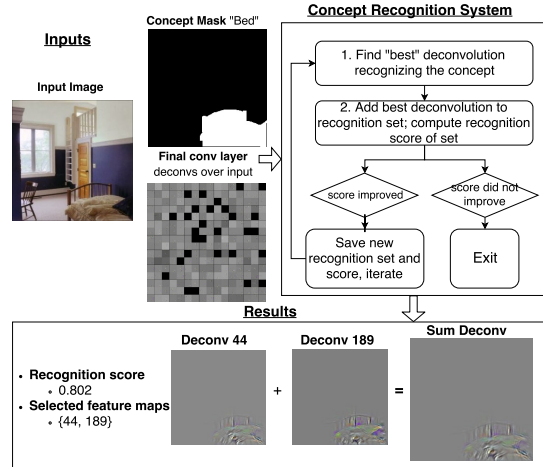 Inputs
Input Image
Concept Mask "Bed"
Final conv layer
deconvs over input
Concept Recognition System
1. Find "best" deconvolution
recognizing the concept
2. Add best deconvolution to
recognition set; compute recognition
score of set
score improved
score did not
improve
Save new
recognition set and
score, iterate
Exit
Results
• Recognition score
• 0.802
• Selected feature maps
• {44, 189}
Deconv 44
+
Deconv 189
=
Sum Deconv